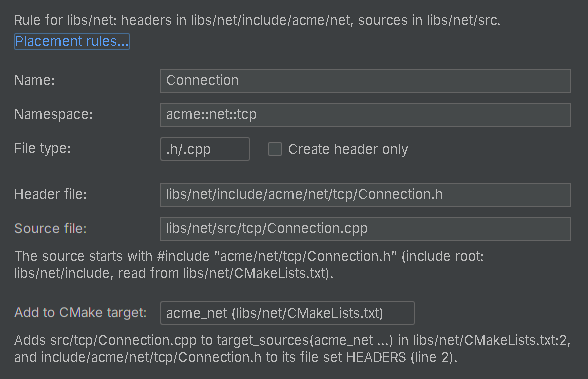 Rule for libs/net: headers in libs/net/include/acme/net, sources in libs/net/src.
Placement rules...
Name: Connection
Namespace: acme::net::tcp
File type: .h/.cpp Create header only
Header file: libs/net/include/acme/net/tcp/Connection.h
Source file: libs/net/src/tcp/Connection.cpp
The source starts with #include "acme/net/tcp/Connection.h" (include root:
libs/net/include, read from libs/net/CMakeLists.txt).
Add to CMake target: acme_net (libs/net/CMakeLists.txt)
Adds src/tcp/Connection.cpp to target_sources(acme_net ...) in libs/net/CMakeLists.txt:2,
and include/acme/net/tcp/Connection.h to its file set HEADERS (line 2).